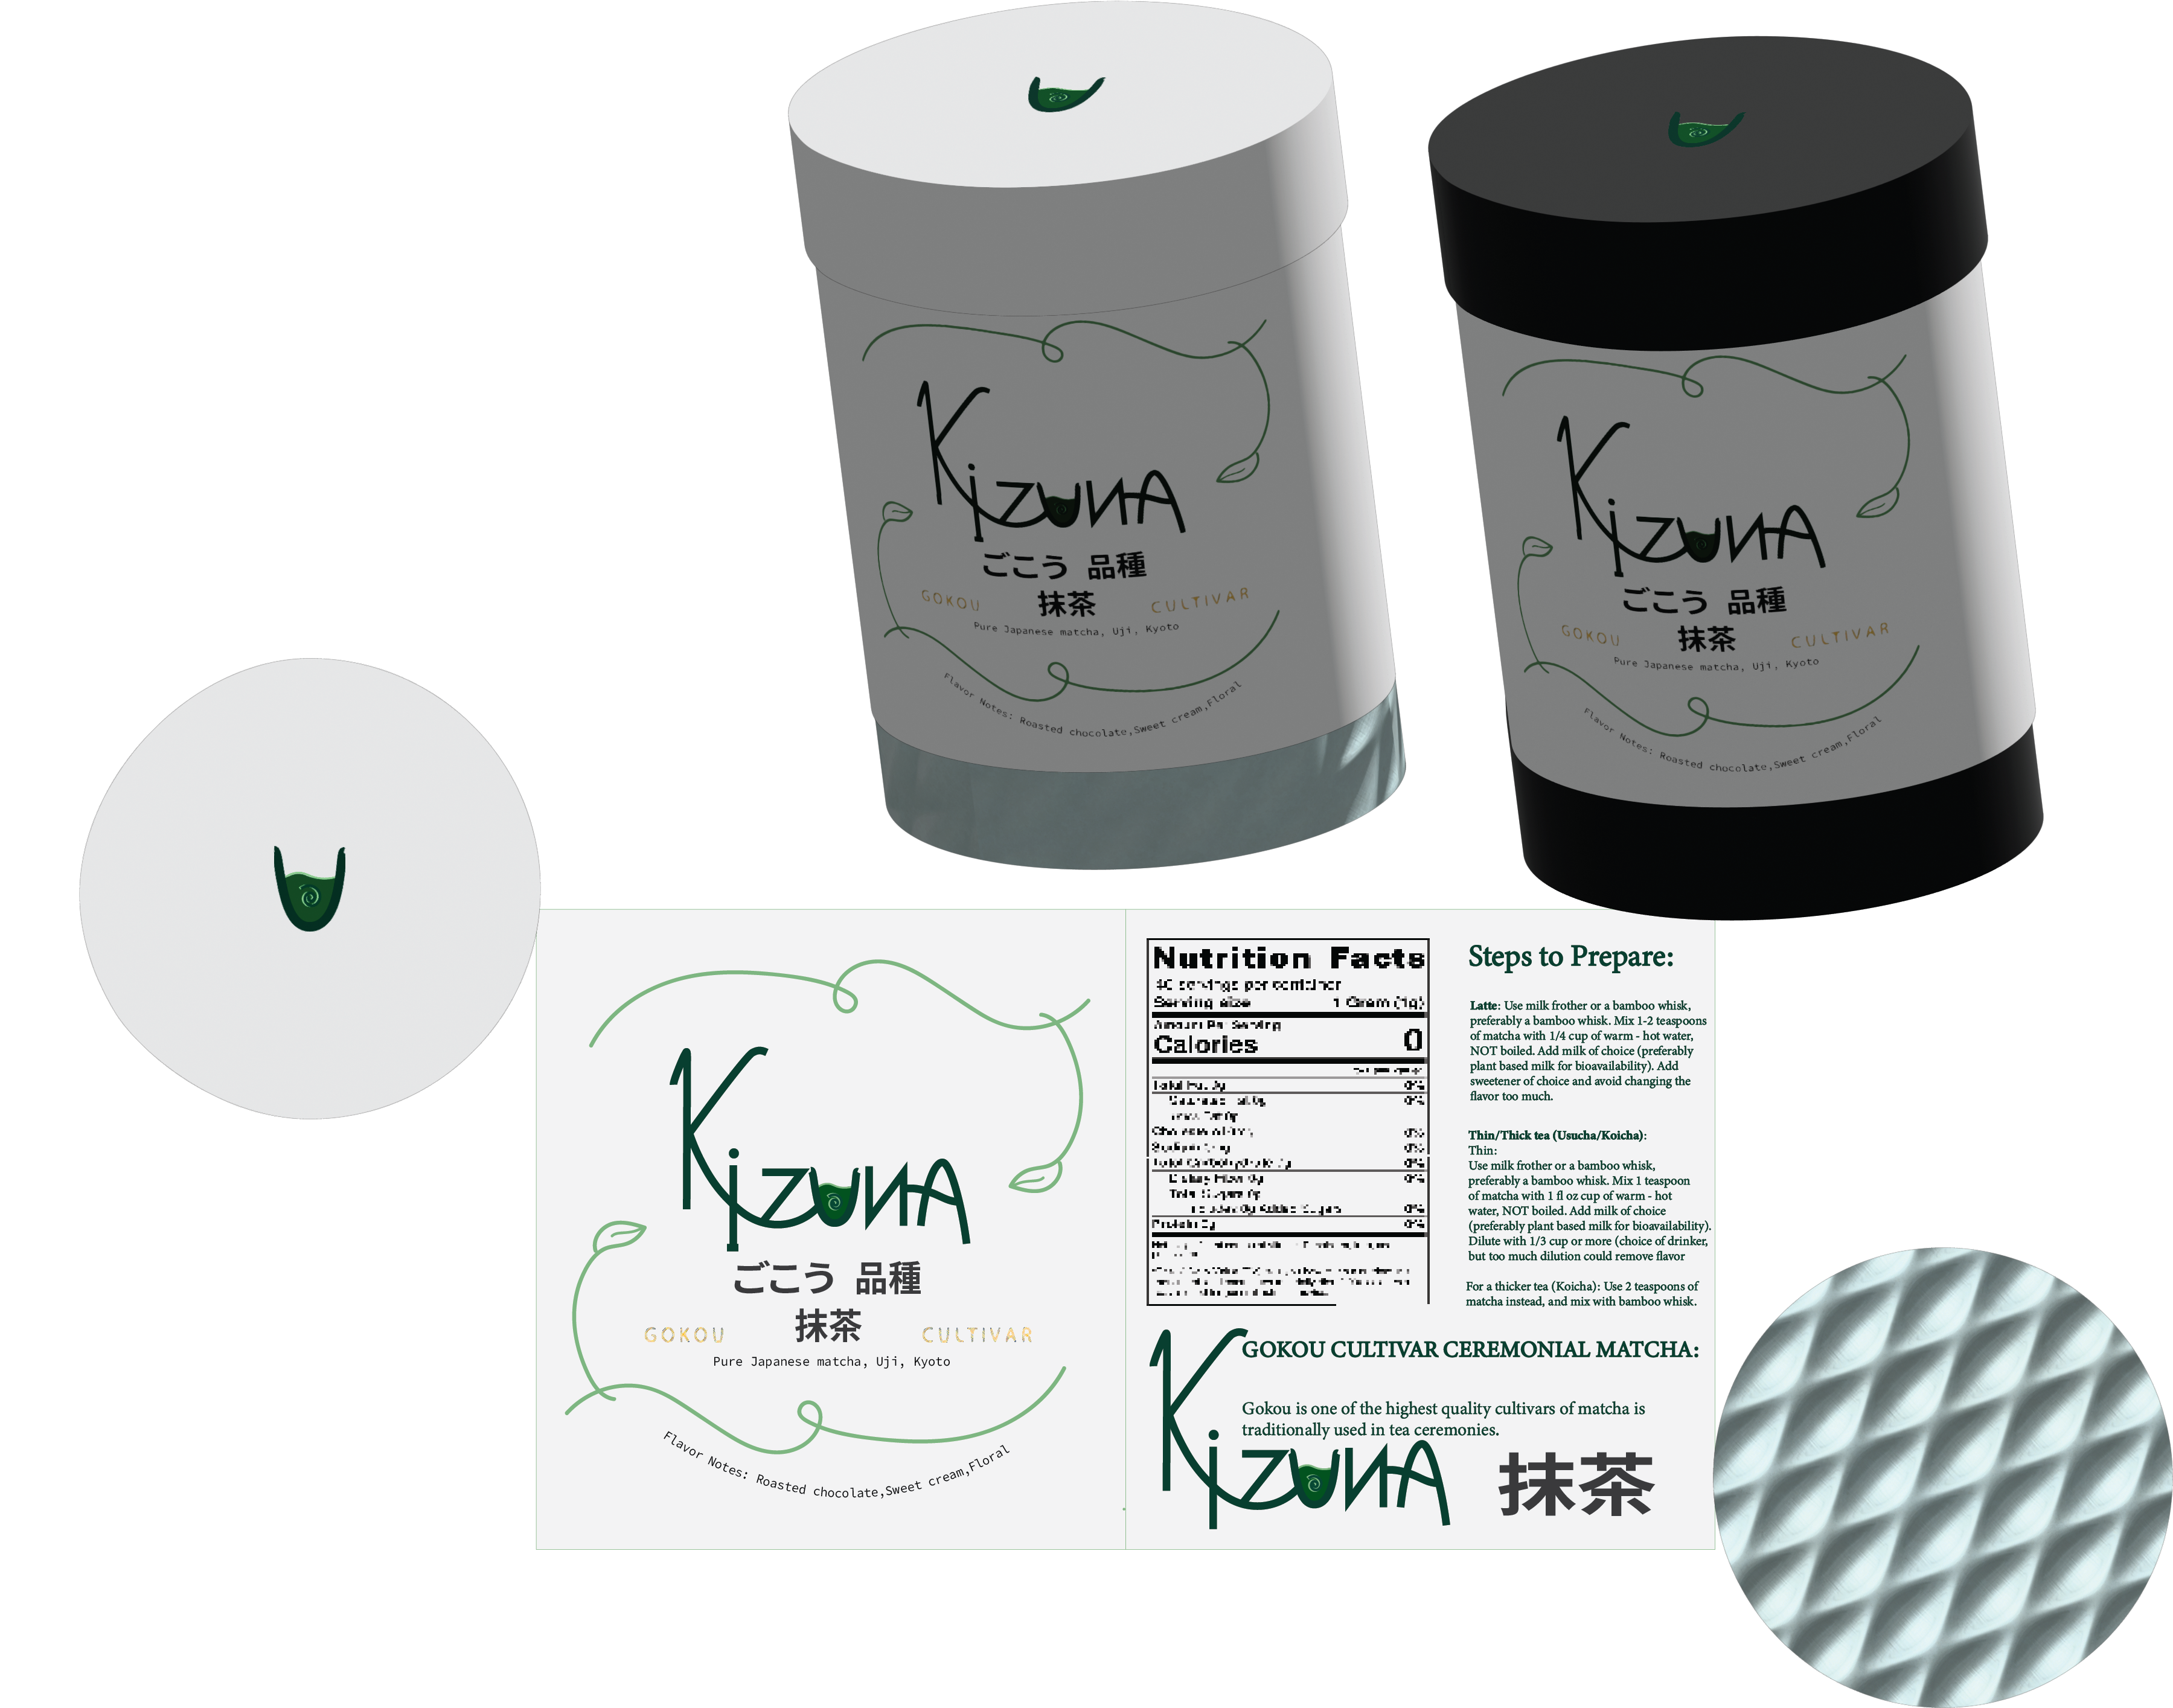 Kizuna
ごこう 品種
抹茶
GOKOU CULTIVAR
Pure Japanese matcha, Uji, Kyoto
Flavor Notes: Roasted chocolate,Sweet cream,Floral
Kizuna
ごこう 品種
抹茶
GOKOU CULTIVAR
Pure Japanese matcha, Uji, Kyoto
Flavor Notes: Roasted chocolate,Sweet cream,Floral
Kizuna
ごこう 品種
抹茶
GOKOU CULTIVAR
Pure Japanese matcha, Uji, Kyoto
Flavor Notes: Roasted chocolate,Sweet cream,Floral
Nutrition Facts
40 servings per container
Serving size 1 Gram (1g)
Amount Per Serving
Calories 0
Steps to Prepare:
Latte: Use milk frother or a bamboo whisk,
preferably a bamboo whisk. Mix 1-2 teaspoons
of matcha with 1/4 cup of warm - hot water,
NOT boiled. Add milk of choice (preferably
plant based milk for bioavailability). Add
sweetener of choice and avoid changing the
flavor too much.
Thin/Thick tea (Usucha/Koicha):
Thin:
Use milk frother or a bamboo whisk,
preferably a bamboo whisk. Mix 1 teaspoon
of matcha with 1 fl oz cup of warm - hot
water, NOT boiled. Add milk of choice
(preferably plant based milk for bioavailability).
Dilute with 1/3 cup or more (choice of drinker,
but too much dilution could remove flavor
For a thicker tea (Koicha): Use 2 teaspoons of
matcha instead, and mix with bamboo whisk.
GOKOU CULTIVAR CEREMONIAL MATCHA:
Gokou is one of the highest quality cultivars of matcha is
traditionally used in tea ceremonies.
Kizuna
抹茶